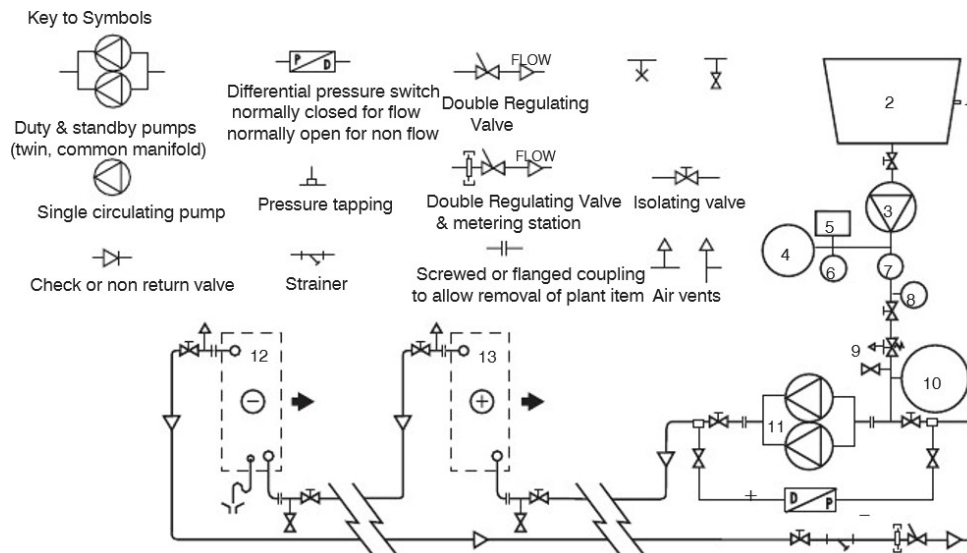 Key to Symbols
P
D
FLOW
Differential pressure switch
normally closed for flow
normally open for non flow
Double Regulating
Valve
Duty & standby pumps
(twin, common manifold)
FLOW
Single circulating pump
Pressure tapping
Double Regulating Valve
& metering station
Isolating valve
Check or non return valve
Strainer
Screwed or flanged coupling
to allow removal of plant item
Air vents
2
3
5
4
6
7
8
9
10
12
13
11
+
D
P
−
−
+